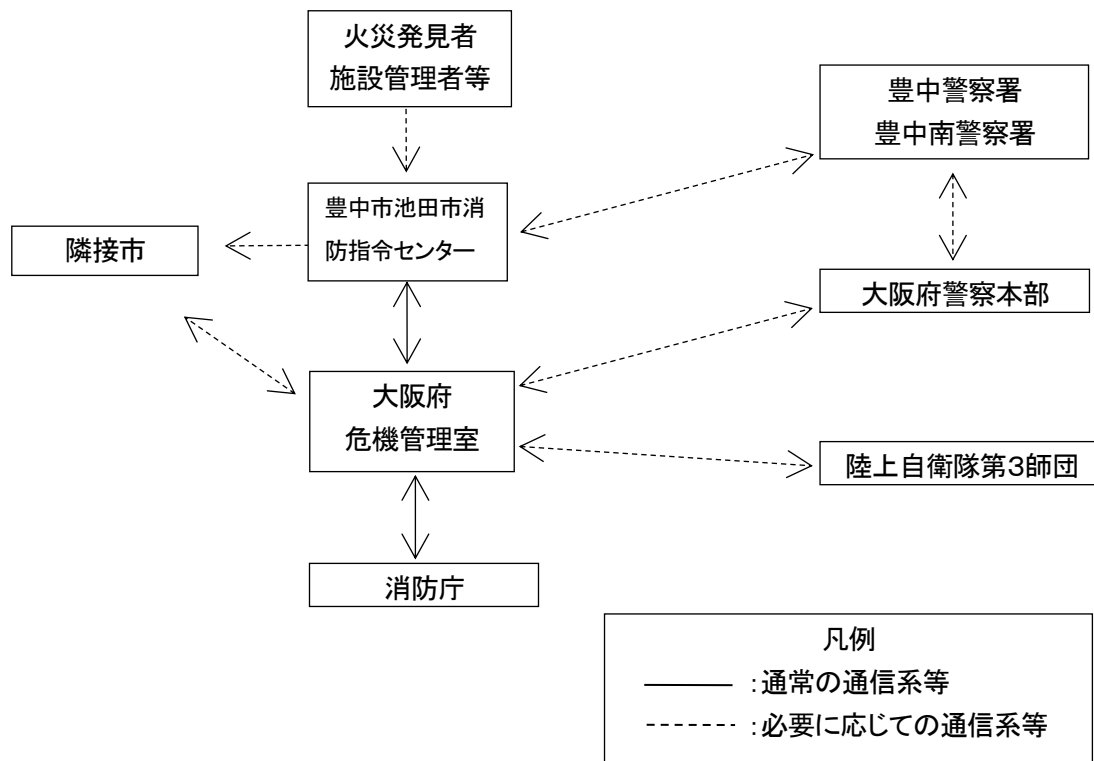 火災発見者
施設管理者等
豊中警察署
豊中南警察署
豊中市池田市消
防指令センター
隣接市
大阪府警察本部
大阪府
危機管理室
陸上自衛隊第3師団
消防庁
凡例
：通常の通信系等
：必要に応じての通信系等